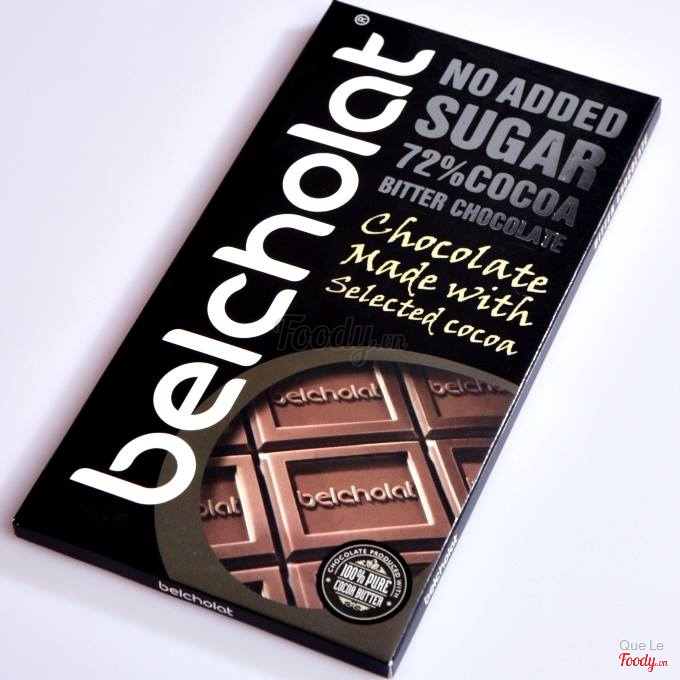 belcholat®
NO ADDED
SUGAR
72%COCOA
BITTER CHOCOLATE
Chocolate
Made with
Selected cocoa
Foody.vn
belcholat
belcholat
CHOCOLATE PRODUCED WITH
100% PURE
COCOA BUTTER
belcholat
belcholat
Que Le
Foody.vn